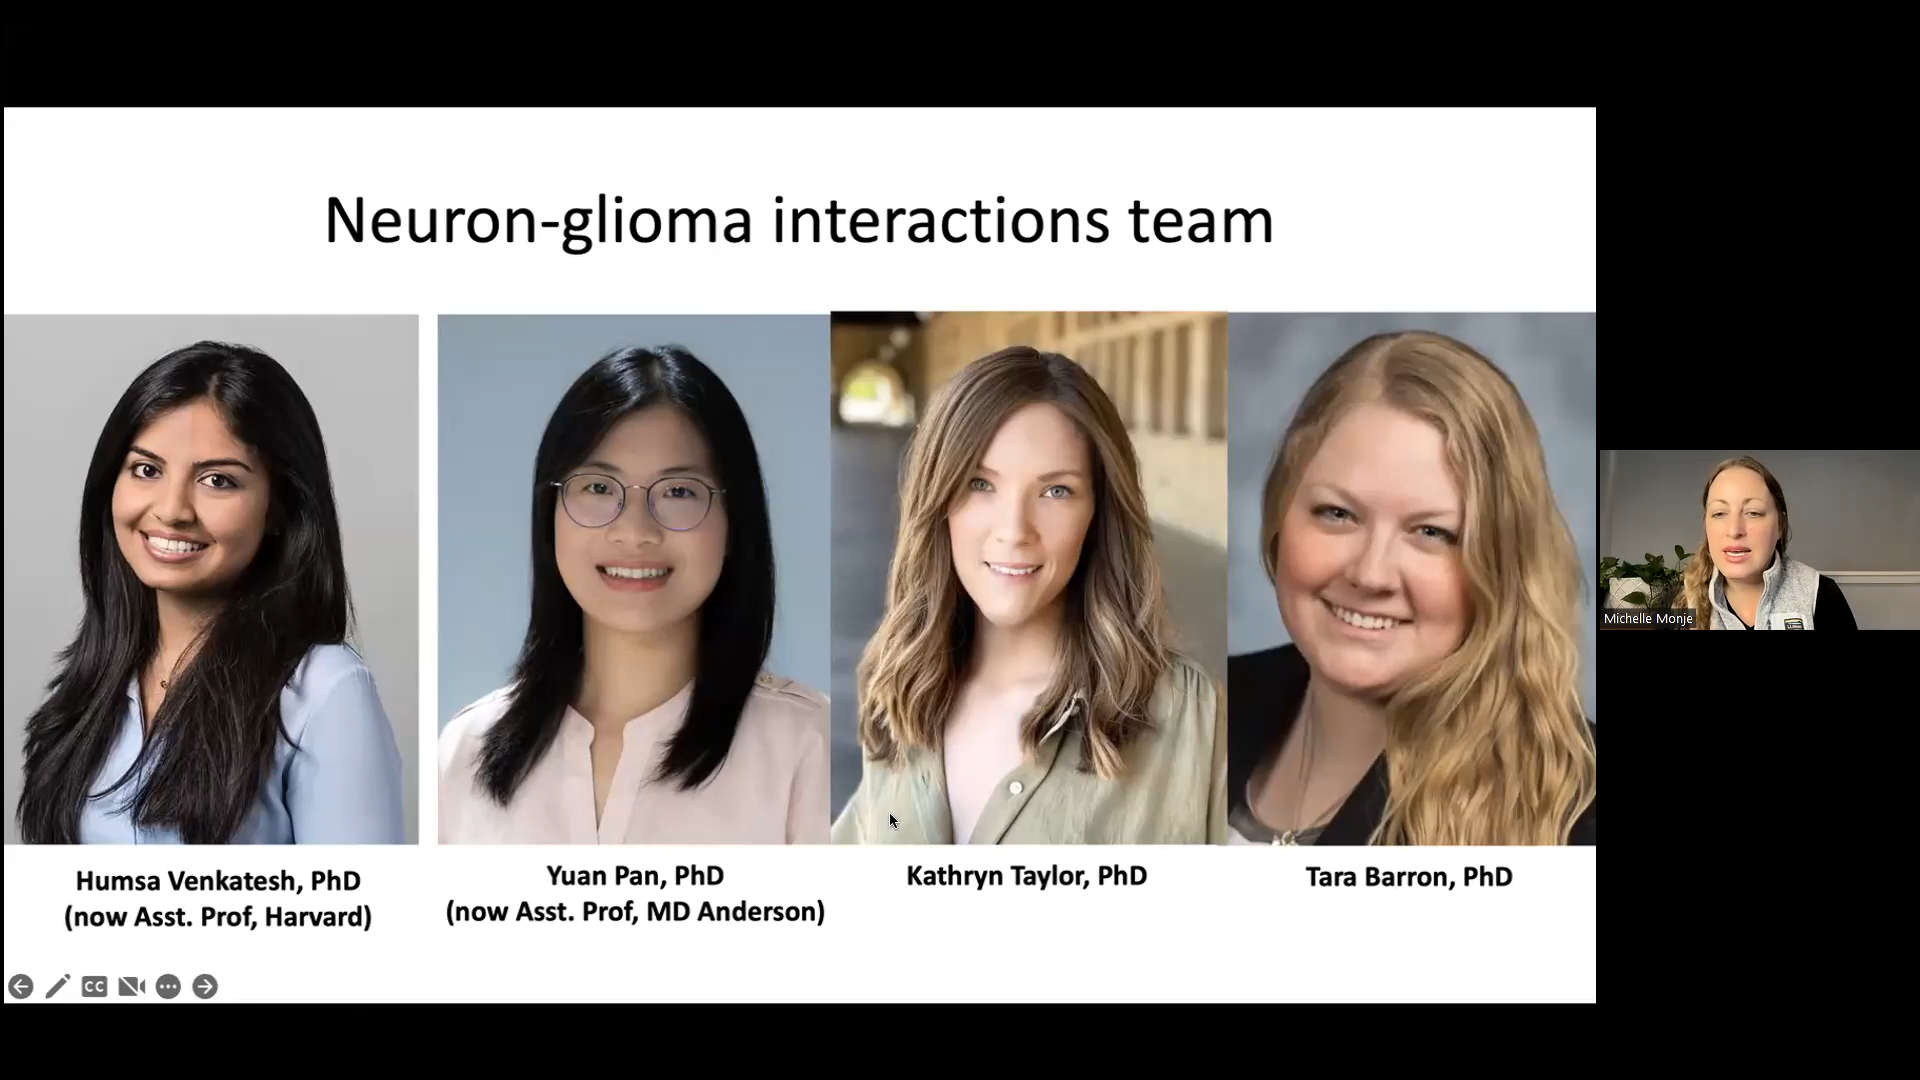 Neuron-glioma interactions team
Humsa Venkatesh, PhD
(now Asst. Prof, Harvard)
Yuan Pan, PhD
(now Asst. Prof, MD Anderson)
Kathryn Taylor, PhD
Tara Barron, PhD
CC
Michelle Monje